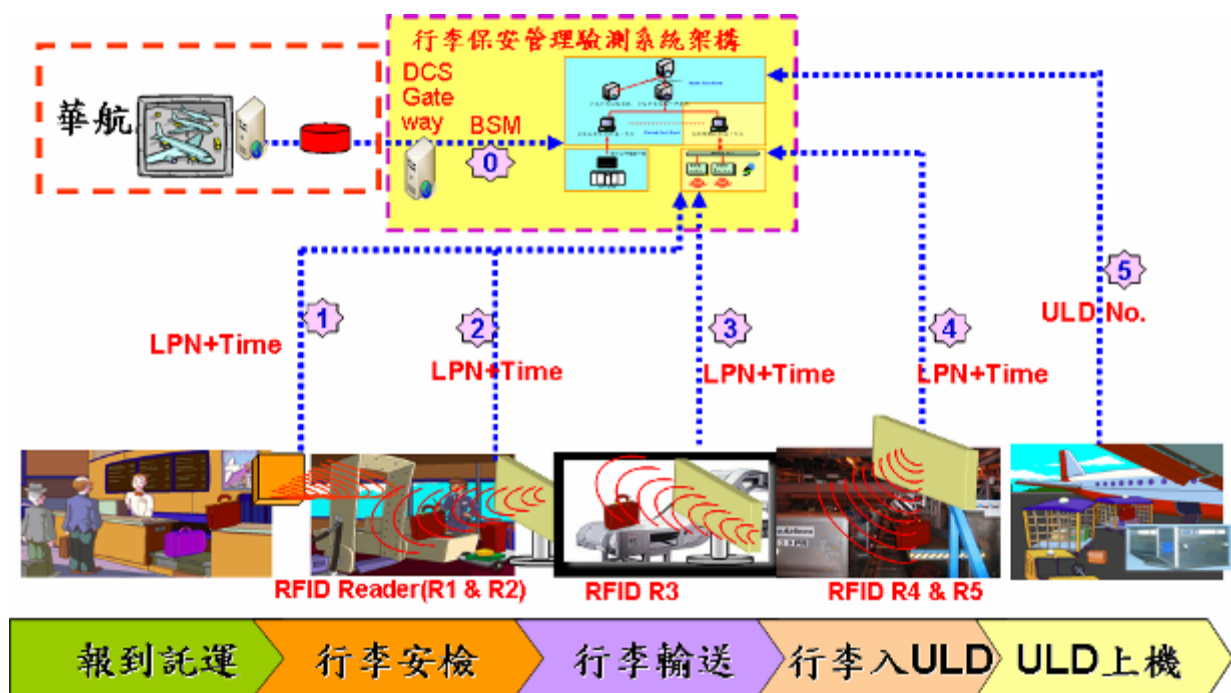 行李保安管理驗測系統架構
華航
DCS
Gate
way
BSM
0
1
2
3
4
5
ULD No.
LPN+Time
LPN+Time
LPN+Time
LPN+Time
RFID Reader(R1 & R2)
RFID R3
RFID R4 & R5
報到託運
行李安檢
行李輸送
行李入ULD
ULD上機